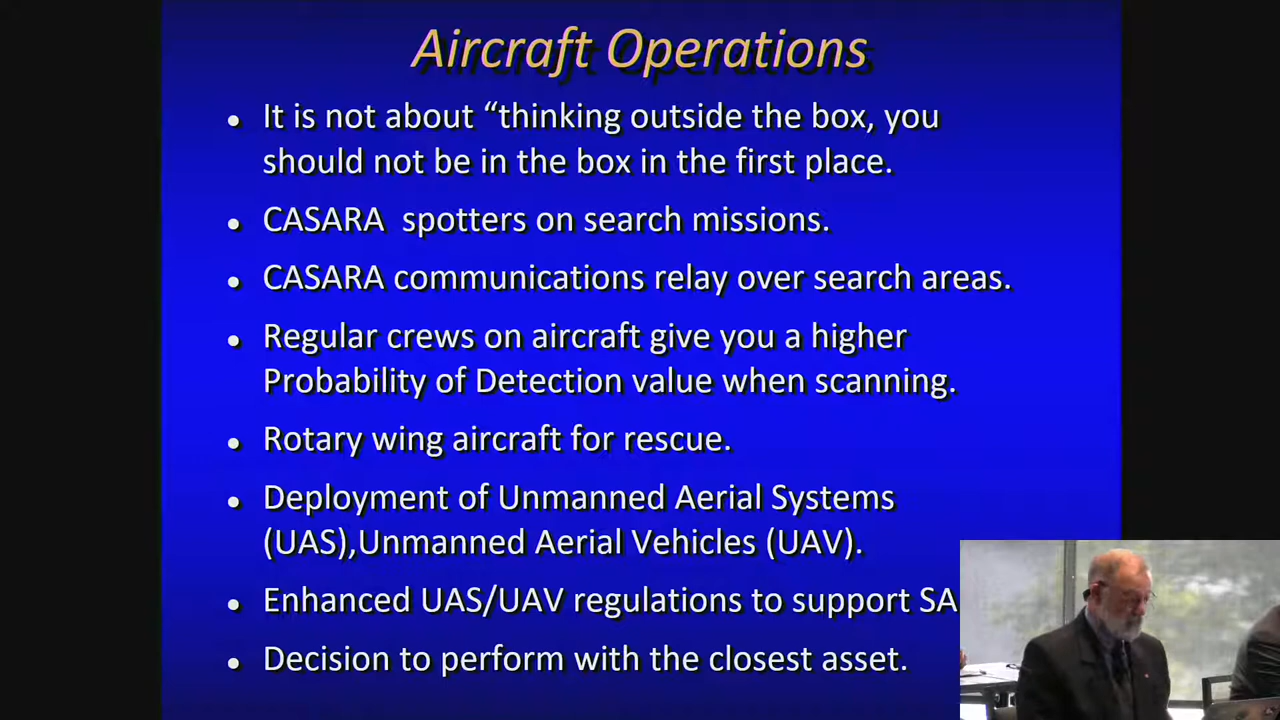 Aircraft Operations
• It is not about “thinking outside the box, you
should not be in the box in the first place.
• CASARA spotters on search missions.
• CASARA communications relay over search areas.
• Regular crews on aircraft give you a higher
Probability of Detection value when scanning.
• Rotary wing aircraft for rescue.
• Deployment of Unmanned Aerial Systems
(UAS),Unmanned Aerial Vehicles (UAV).
• Enhanced UAS/UAV regulations to support SA
• Decision to perform with the closest asset.